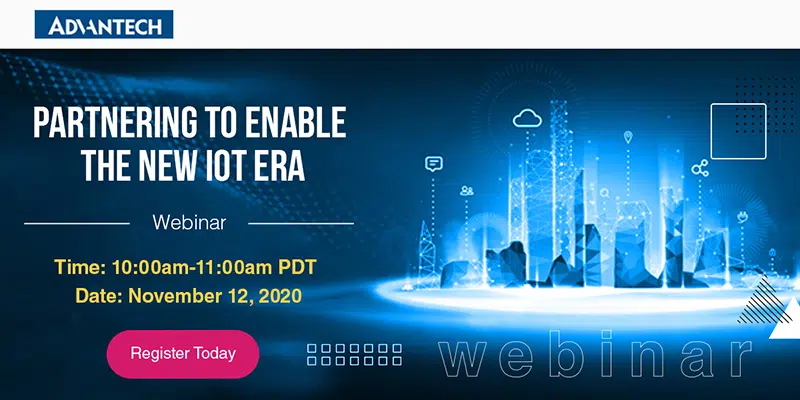 ADVANTECH
PARTNERING TO ENABLE
THE NEW IOT ERA
Webinar
Time: 10:00am-11:00am PDT
Date: November 12, 2020
Register Today
webinar